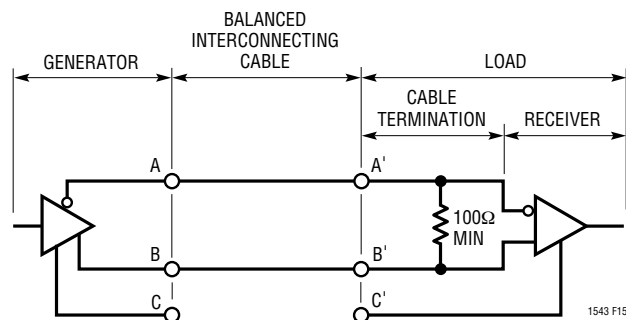 BALANCED
INTERCONNECTING
CABLE
GENERATOR
LOAD
CABLE
TERMINATION
RECEIVER
A
A'
100Ω
MIN
B
B'
C
C'
1543 F15